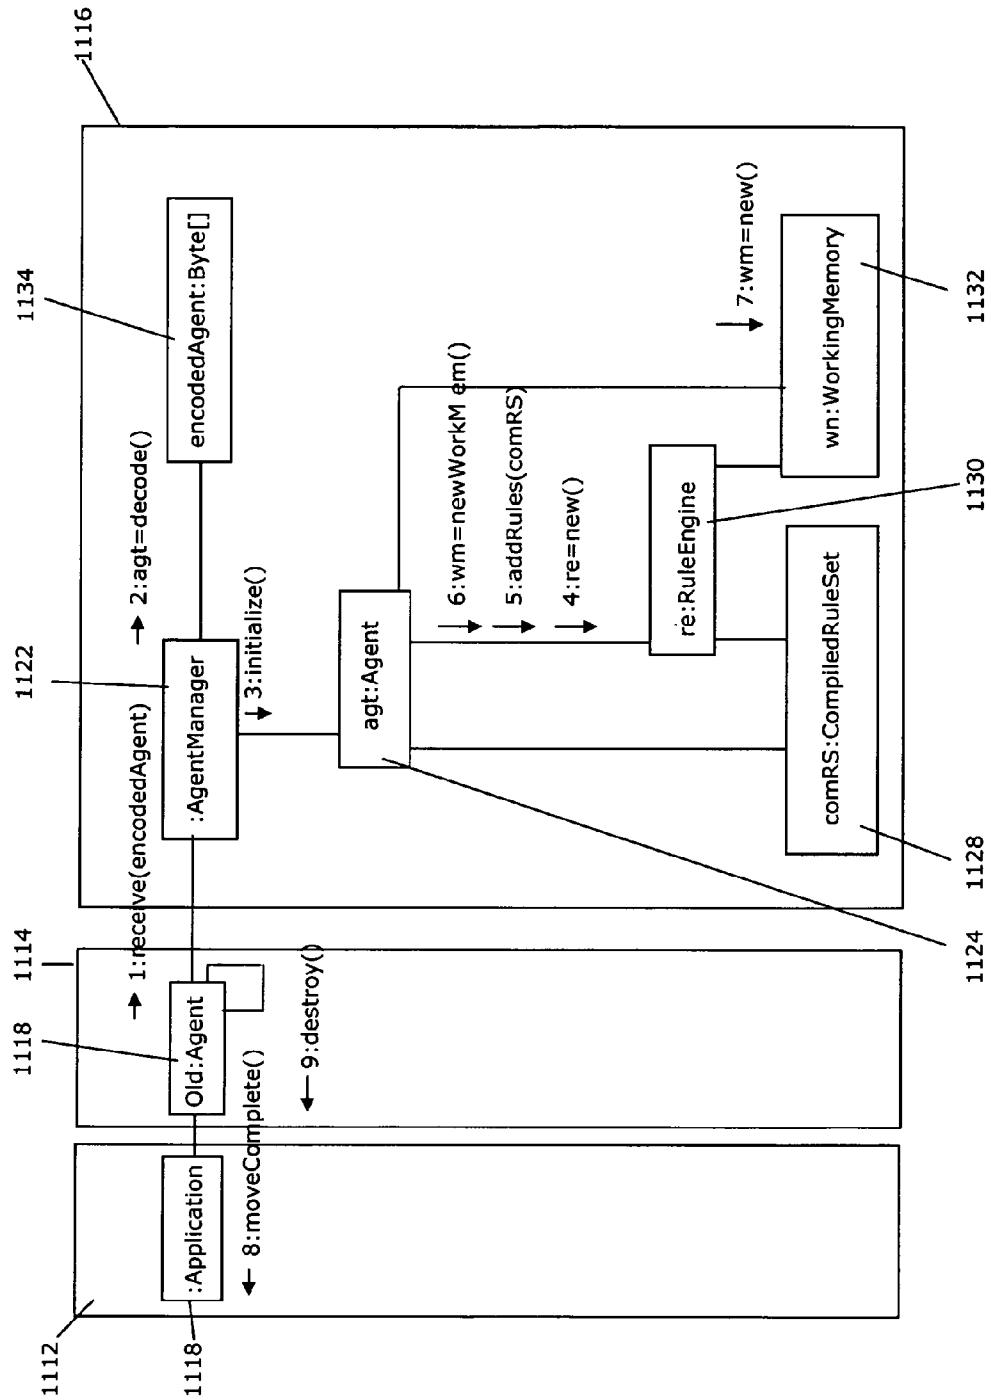 1112
1118
:Application
8:moveComplete()
1118
1114
Old:Agent
9:destroy()
1:receive(encodedAgent)
1122
:AgentManager
2:agt=decode()
1134
encodedAgent:Byte[]
1116
3:initialize()
agt:Agent
1124
6:wm=newWorkM em()
5:addRules(comRS)
4:re=new()
re:RuleEngine
1130
7:wm=new()
comRS:CompiledRuleSet
1128
wn:WorkingMemory
1132